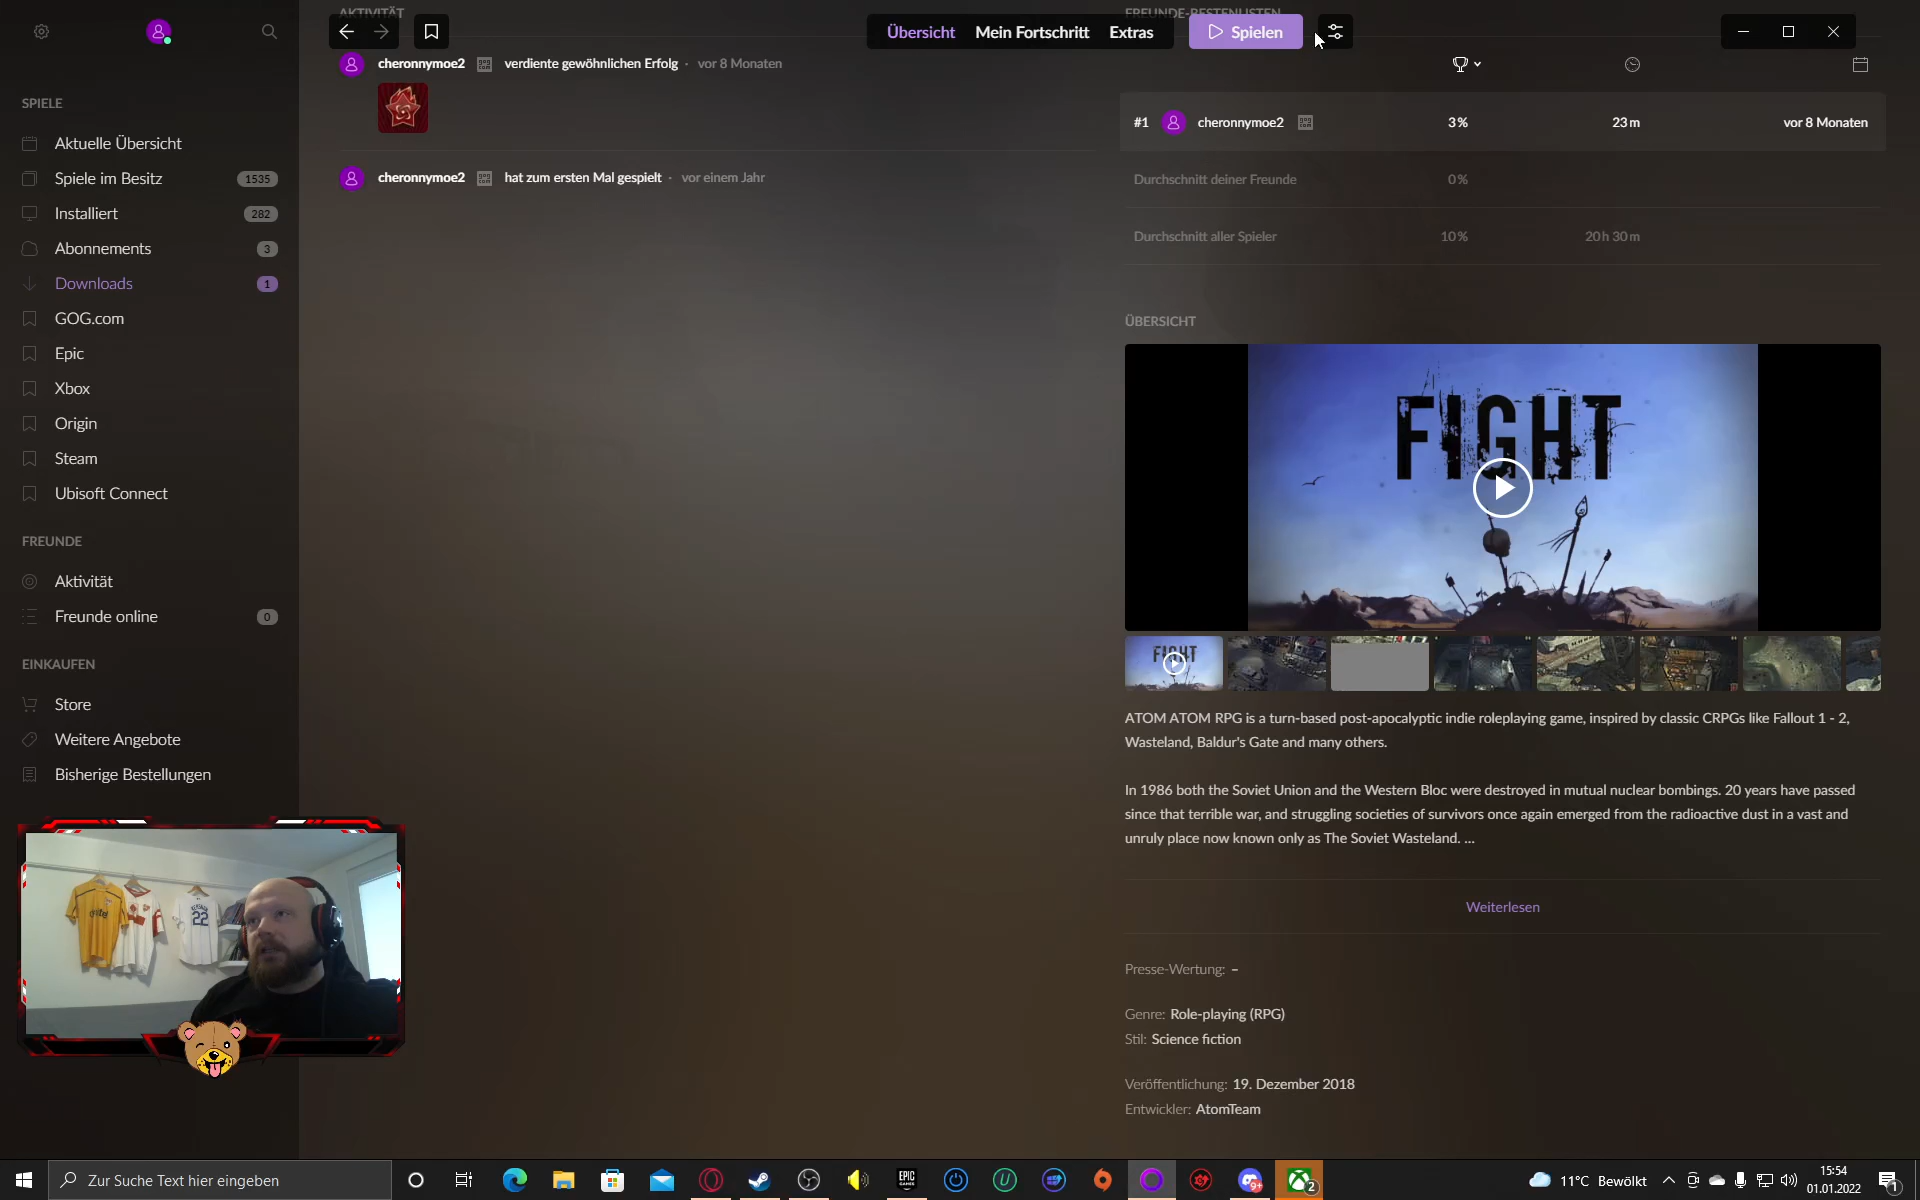 AKTIVITÄT
FREUNDE-BESTENLISTEN
Übersicht
Mein Fortschritt
Extras
Spielen
cheronnymoe2
verdiente gewöhnlichen Erfolg · vor 8 Monaten
cheronnymoe2
hat zum ersten Mal gespielt · vor einem Jahr
#1
cheronnymoe2
3%
23m
vor 8 Monaten
Durchschnitt deiner Freunde
0%
Durchschnitt aller Spieler
10%
20h 30m
SPIELE
Aktuelle Übersicht
Spiele im Besitz
1535
Installiert
282
Abonnements
3
Downloads
1
GOG.com
Epic
Xbox
Origin
Steam
Ubisoft Connect
FREUNDE
Aktivität
Freunde online
0
EINKAUFEN
Store
Weitere Angebote
Bisherige Bestellungen
22
ÜBERSICHT
FIGHT
FIGHT
ATOM ATOM RPG is a turn-based post-apocalyptic indie roleplaying game, inspired by classic CRPGs like Fallout 1 - 2,
Wasteland, Baldur's Gate and many others.
In 1986 both the Soviet Union and the Western Bloc were destroyed in mutual nuclear bombings. 20 years have passed
since that terrible war, and struggling societies of survivors once again emerged from the radioactive dust in a vast and
unruly place now known only as The Soviet Wasteland. ...
Weiterlesen
Presse-Wertung: –
Genre: Role-playing (RPG)
Stil: Science fiction
Veröffentlichung: 19. Dezember 2018
Entwickler: AtomTeam
Zur Suche Text hier eingeben
EPIC
GAMES
9+
2
11°C Bewölkt
15:54
01.01.2022
1